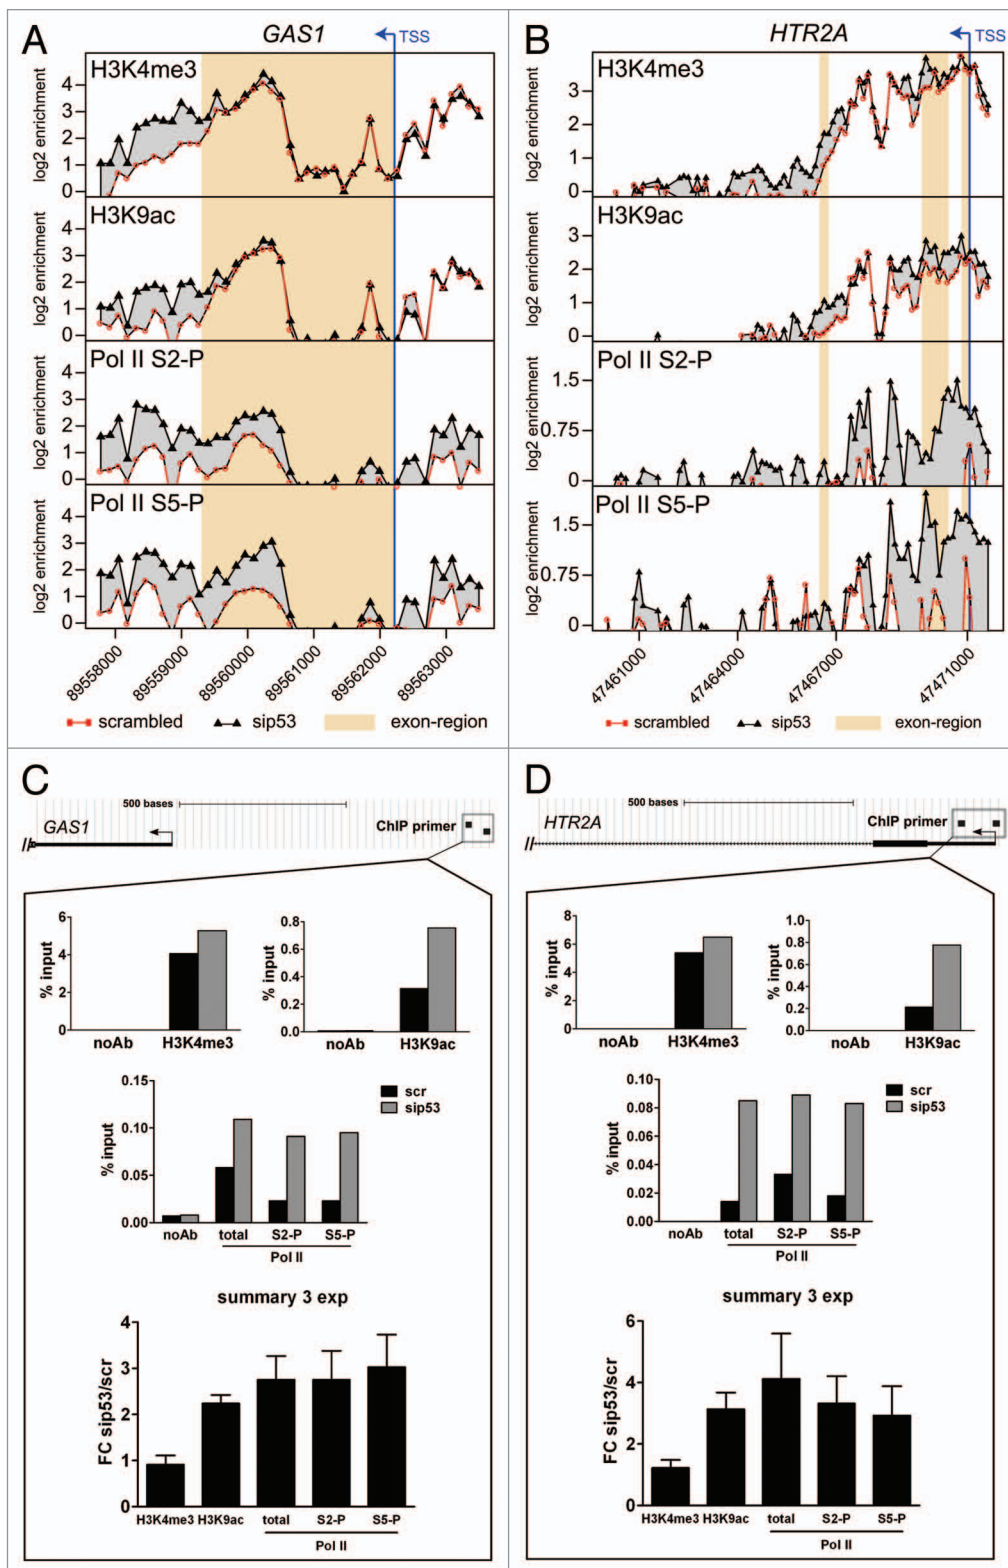 A
GAS1
TSS
H3K4me3
log2 enrichment
4
3
2
1
0
H3K9ac
log2 enrichment
4
3
2
1
0
Pol II S2-P
log2 enrichment
4
3
2
1
0
Pol II S5-P
log2 enrichment
4
3
2
1
0
89558000
89559000
89560000
89561000
89562000
89563000
scrambled
sip53
exon-region
B
HTR2A
TSS
H3K4me3
log2 enrichment
3
2
1
0
H3K9ac
log2 enrichment
3
2
1
0
Pol II S2-P
log2 enrichment
1.5
0.75
0
Pol II S5-P
log2 enrichment
1.5
0.75
0
47461000
47464000
47467000
47471000
scrambled
sip53
exon-region
C
500 bases
GAS1
ChIP primer
//
% input
6
4
2
0
noAb
H3K4me3
% input
0.8
0.6
0.4
0.2
0.0
noAb
H3K9ac
% input
0.15
0.10
0.05
0.00
noAb
total
S2-P
S5-P
Pol II
scr
sip53
summary 3 exp
FC sip53/scr
4
3
2
1
0
H3K4me3
H3K9ac
total
S2-P
S5-P
Pol II
D
500 bases
HTR2A
ChIP primer
//
% input
8
6
4
2
0
noAb
H3K4me3
% input
1.0
0.8
0.6
0.4
0.2
0.0
noAb
H3K9ac
% input
0.10
0.08
0.06
0.04
0.02
0.00
noAb
total
S2-P
S5-P
Pol II
scr
sip53
summary 3 exp
FC sip53/scr
6
4
2
0
H3K4me3
H3K9ac
total
S2-P
S5-P
Pol II